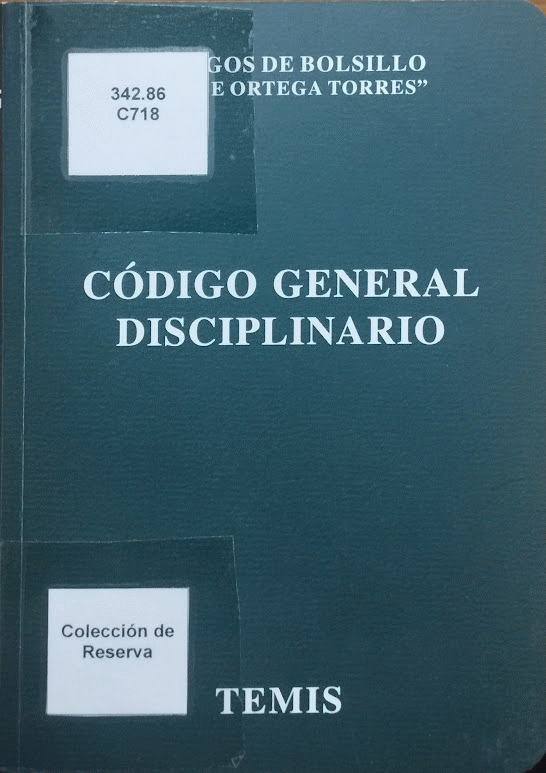 342.86
C718
GOS DE BOLSILLO
E ORTEGA TORRES”
CÓDIGO GENERAL
DISCIPLINARIO
Colección de
Reserva
TEMIS